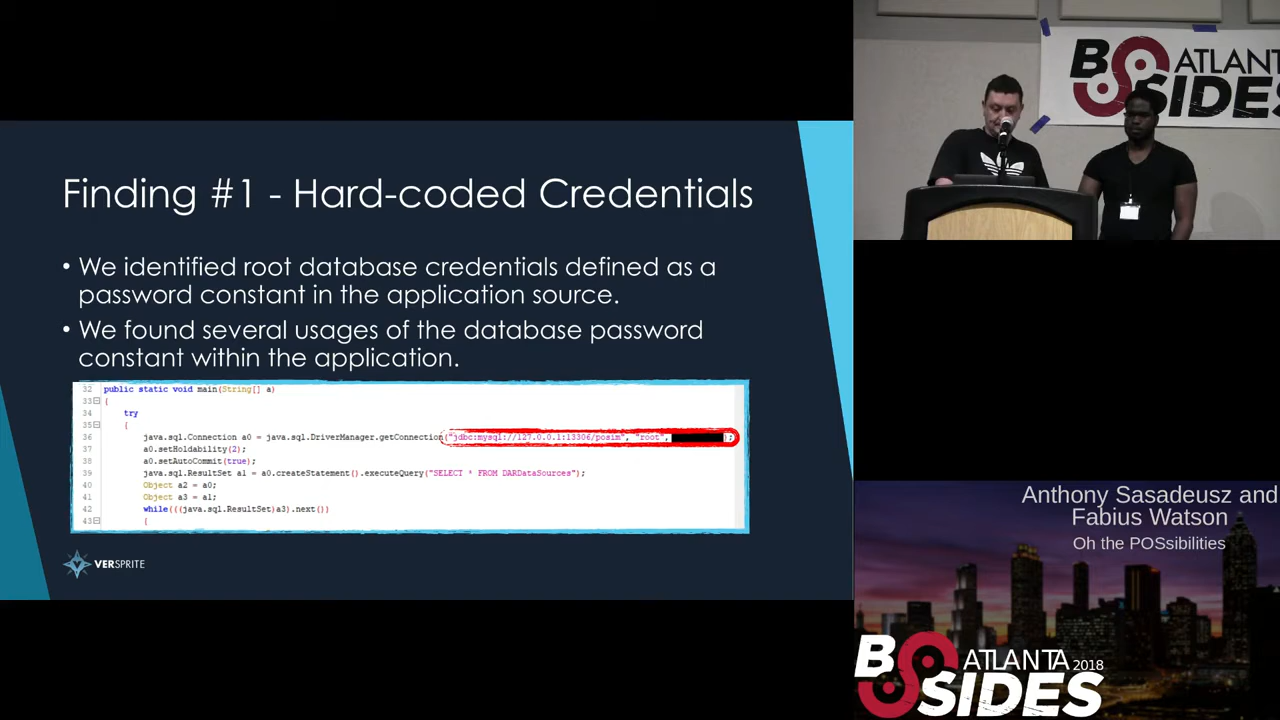 Finding #1 - Hard-coded Credentials
• We identified root database credentials defined as a
password constant in the application source.
• We found several usages of the database password
constant within the application.
32 public static void main(String[] a)
33 {
34 try
35 {
36 java.sql.Connection a0 = java.sql.DriverManager.getConnection("jdbc:mysql://127.0.0.1:13306/posim", "root", );
37 a0.setHoldability(2);
38 a0.setAutoCommit(true);
39 java.sql.ResultSet a1 = a0.createStatement().executeQuery("SELECT * FROM DARDataSources");
40 Object a2 = a0;
41 Object a3 = a1;
42 while(((java.sql.ResultSet)a3).next())
43 {
VERSPRITE
B ATLANT
SIDES
Anthony Sasadeusz and
Fabius Watson
Oh the POSsibilities
B ATLANTA 2018
SIDES